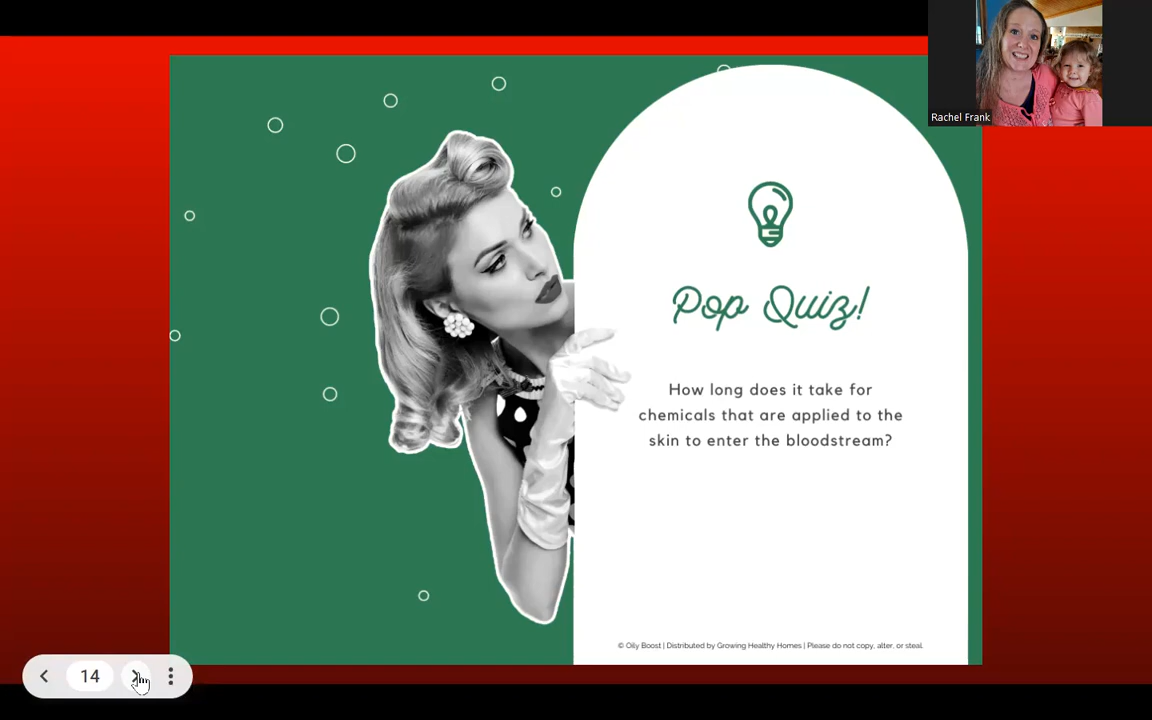 Rachel Frank
Pop Quiz!
How long does it take for
chemicals that are applied to the
skin to enter the bloodstream?
© Oily Boost | Distributed by Growing Healthy Homes | Please do not copy, alter, or steal.
14